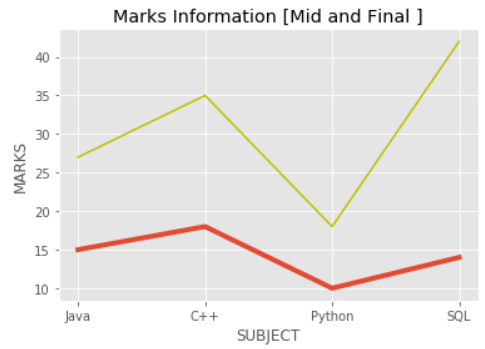 Marks Information [Mid and Final ]
MARKS
40
35
30
25
20
15
10
Java C++ Python SQL
SUBJECT